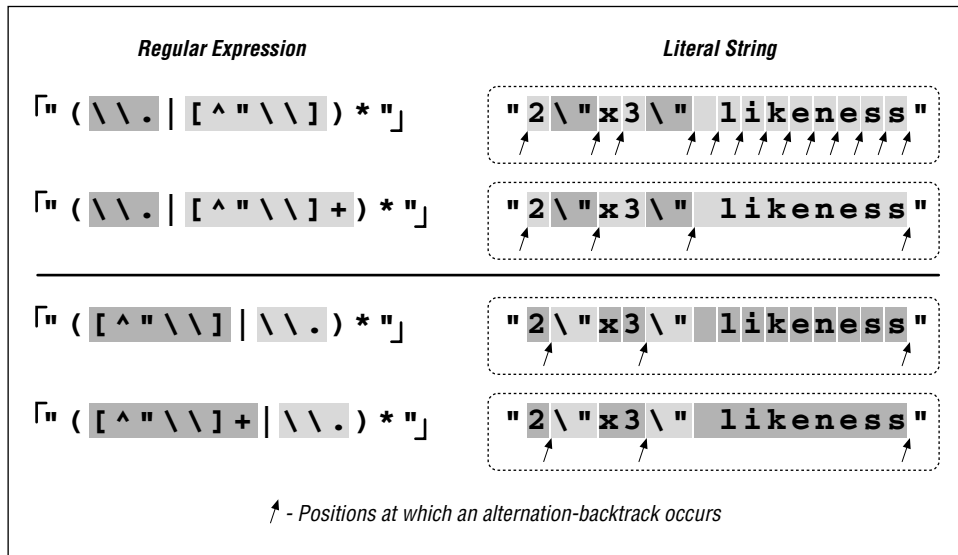 Regular Expression Literal String
「"(\\.|[^"\\])*"」 "2\"x3\" likeness"
「"(\\.|[^"\\]+)*"」 "2\"x3\" likeness"
「"([^"\\]|\\.)*"」 "2\"x3\" likeness"
「"([^"\\]+|\\.)*"」 "2\"x3\" likeness"
- Positions at which an alternation-backtrack occurs